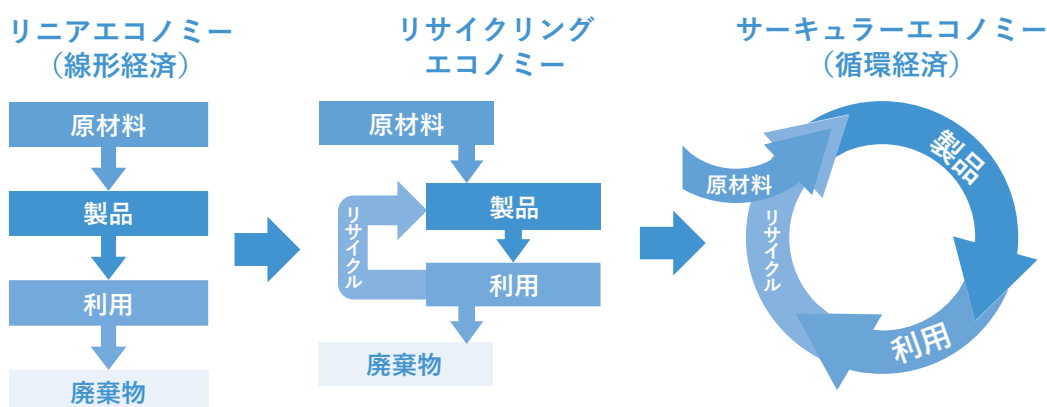 リニアエコノミー
（線形経済）
原材料
製品
利用
廃棄物
リサイクリング
エコノミー
原材料
製品
リサイクル
利用
廃棄物
サーキュラーエコノミー
（循環経済）
原材料
製品
リサイクル
利用